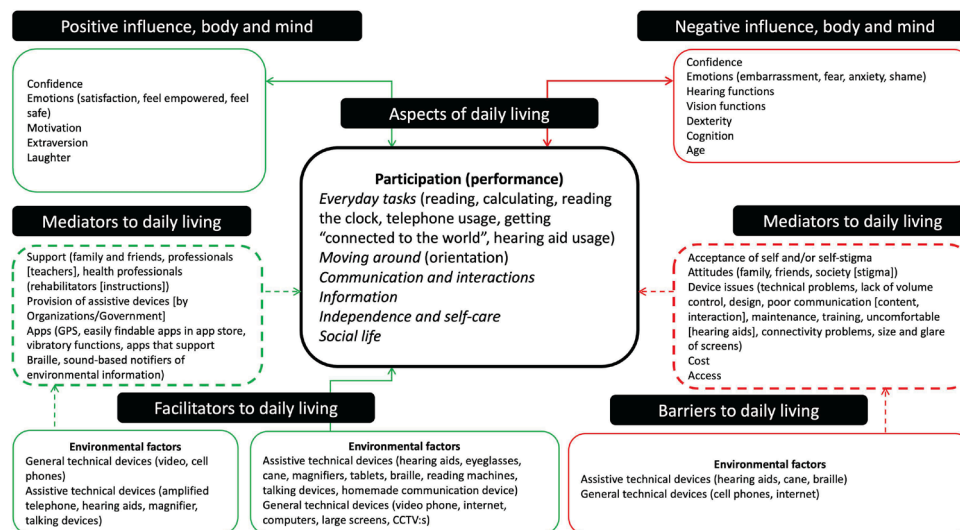 Positive influence, body and mind
Negative influence, body and mind
Confidence
Emotions (satisfaction, feel empowered, feel
safe)
Motivation
Extraversion
Laughter
Confidence
Emotions (embarrassment, fear, anxiety, shame)
Hearing functions
Vision functions
Dexterity
Cognition
Age
Aspects of daily living
Participation (performance)
Everyday tasks (reading, calculating, reading
the clock, telephone usage, getting
“connected to the world”, hearing aid usage)
Moving around (orientation)
Communication and interactions
Information
Independence and self-care
Social life
Mediators to daily living
Support (family and friends, professionals
[teachers], health professionals
(rehabilitators [instructions])
Provision of assistive devices [by
Organizations/Government]
Apps (GPS, easily findable apps in app store,
vibratory functions, apps that support
Braille, sound-based notifiers of
environmental information)
Mediators to daily living
Acceptance of self and/or self-stigma
Attitudes (family, friends, society [stigma])
Device issues (technical problems, lack of volume
control, design, poor communication [content,
interaction], maintenance, training, uncomfortable
[hearing aids], connectivity problems, size and glare
of screens)
Cost
Access
Facilitators to daily living
Barriers to daily living
Environmental factors
General technical devices (video, cell
phones)
Assistive technical devices (amplified
telephone, hearing aids, magnifier,
talking devices)
Environmental factors
Assistive technical devices (hearing aids, eyeglasses,
cane, magnifiers, tablets, braille, reading machines,
talking devices, homemade communication device)
General technical devices (video phone, internet,
computers, large screens, CCTV:s)
Environmental factors
Assistive technical devices (hearing aids, cane, braille)
General technical devices (cell phones, internet)